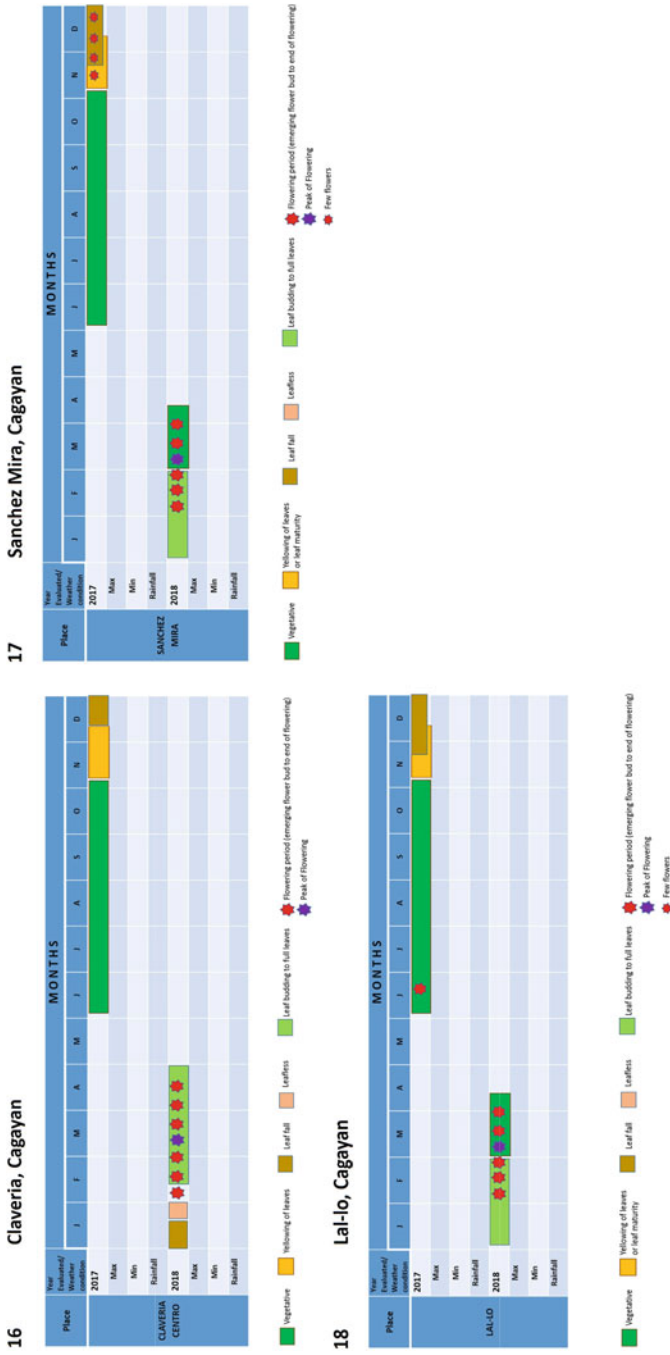 16
Claveria, Cagayan
Place
Year Evaluated/ Weather condition
MONTHS
J F M A M J J A S O N D
CLAVERIA CENTRO
2017
Max
Min
Rainfall
2018
Max
Min
Rainfall
Vegetative
Yellowing of leaves
Leaf fall
Leafless
Leaf budding to full leaves
Flowering period (emerging flower bud to end of flowering)
Peak of Flowering
17
Sanchez Mira, Cagayan
Place
Year Evaluated/ Weather condition
MONTHS
J F M A M J J A S O N D
SANCHEZ MIRA
2017
Max
Min
Rainfall
2018
Max
Min
Rainfall
Vegetative
Yellowing of leaves
or leaf maturity
Leaf fall
Leafless
Leaf budding to full leaves
Flowering period (emerging flower bud to end of flowering)
Peak of Flowering
Few flowers
18
Lal-lo, Cagayan
Place
Year Evaluated/ Weather condition
MONTHS
J F M A M J J A S O N D
LAL-LO
2017
Max
Min
Rainfall
2018
Max
Min
Rainfall
Vegetative
Yellowing of leaves
or leaf maturity
Leaf fall
Leafless
Leaf budding to full leaves
Flowering period (emerging flower bud to end of flowering)
Peak of Flowering
Few flowers